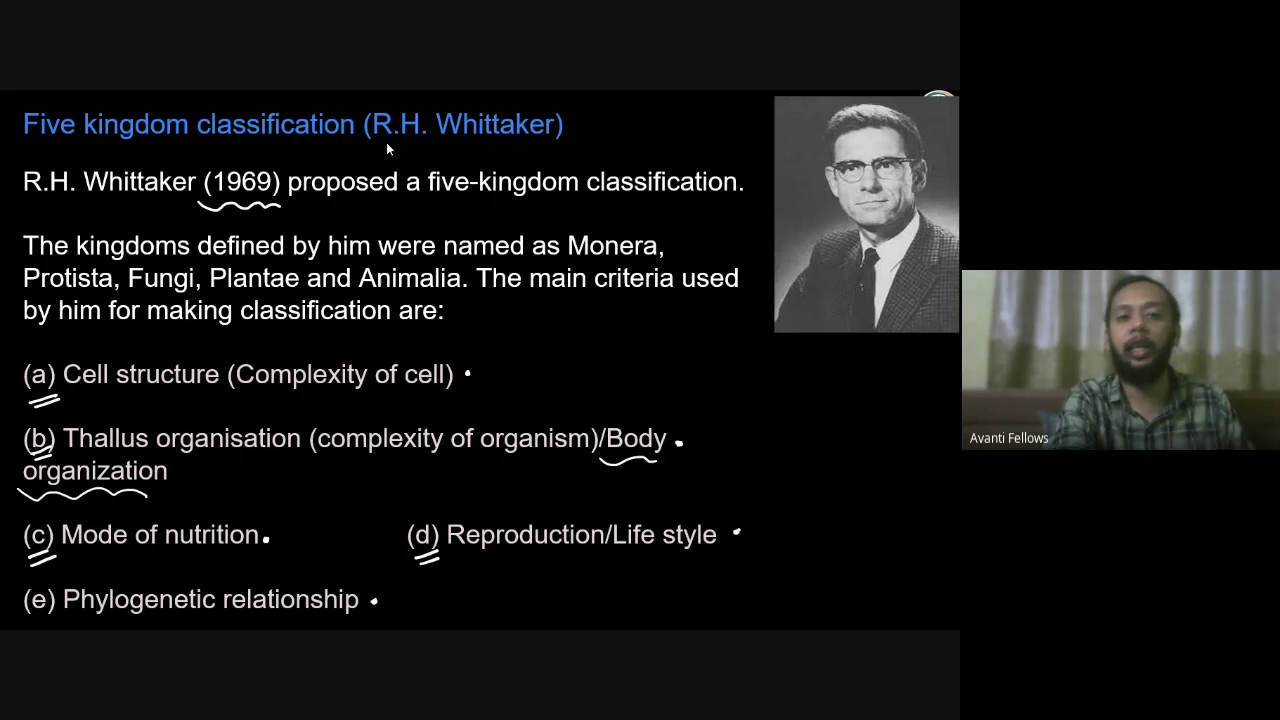 Five kingdom classification (R.H. Whittaker)
R.H. Whittaker (1969) proposed a five-kingdom classification.
The kingdoms defined by him were named as Monera,
Protista, Fungi, Plantae and Animalia. The main criteria used
by him for making classification are:
(a) Cell structure (Complexity of cell)
(b) Thallus organisation (complexity of organism)/Body
organization
(c) Mode of nutrition. (d) Reproduction/Life style
(e) Phylogenetic relationship
Avanti Fellows